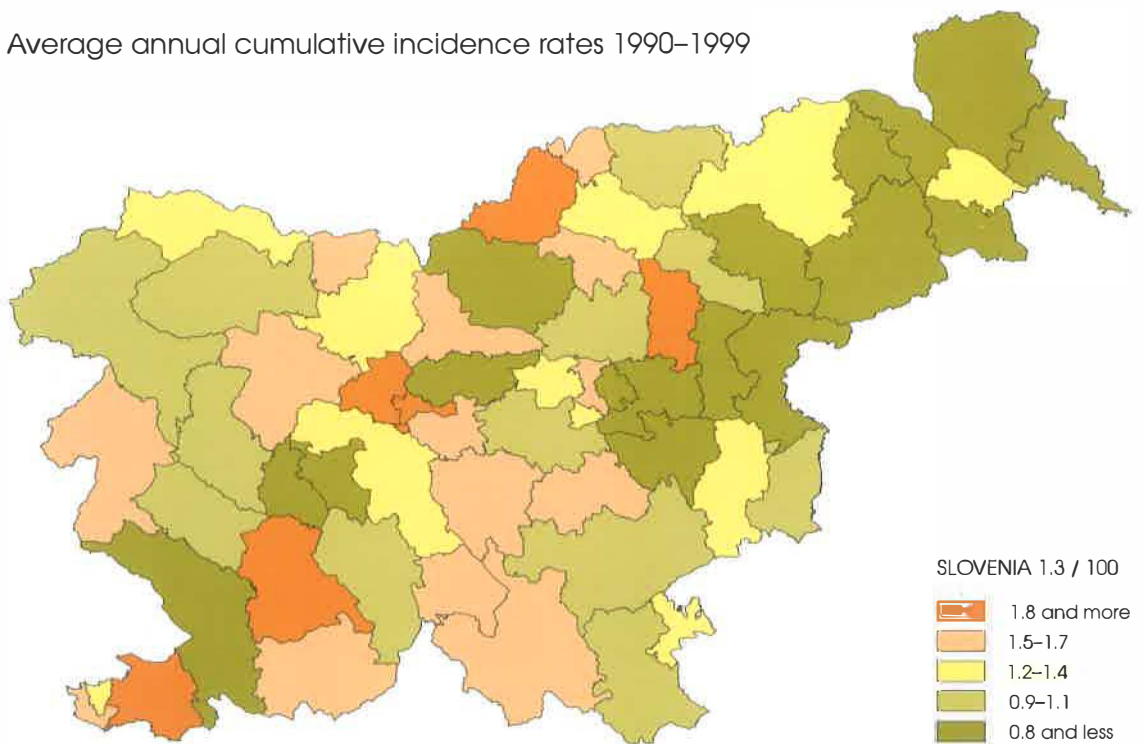 Average annual cumulative incidence rates 1990–1999
SLOVENIA 1.3 / 100
1.8 and more
1.5–1.7
1.2–1.4
0.9–1.1
0.8 and less